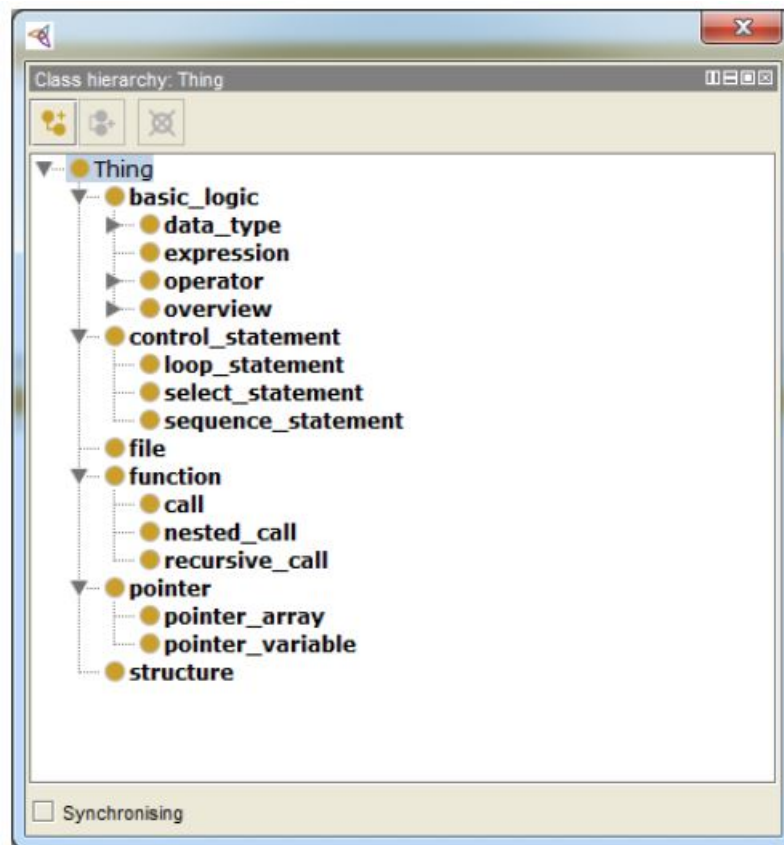 Class hierarchy: Thing
Thing
basic_logic
data_type
expression
operator
overview
control_statement
loop_statement
select_statement
sequence_statement
file
function
call
nested_call
recursive_call
pointer
pointer_array
pointer_variable
structure
Synchronising